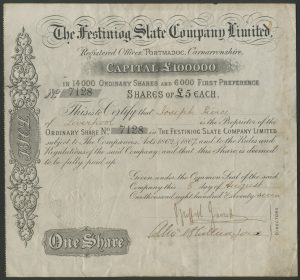 The Festiniog Slate Company Limited,
Registered Offices, Portmadoc, Carnarvonshire.
CAPITAL £100000
IN 14000 ORDINARY SHARES AND 6000 FIRST PREFERENCE
No 7128 SHARES OF £5 EACH.
This is to Certify that Joseph
of Liverpool is the Proprietor of the
ORDINARY SHARE No 7128 OF THE FESTINIOG SLATE COMPANY LIMITED
subject to The Companies Acts 1862 & 1867, and to the Rules and
Regulations of the said Company and that this Share is deemed
to be fully paid up.
Given under the Common Seal of the said
Company this 8 day of August
One thousand eight hundred & Seventy seven
One Share